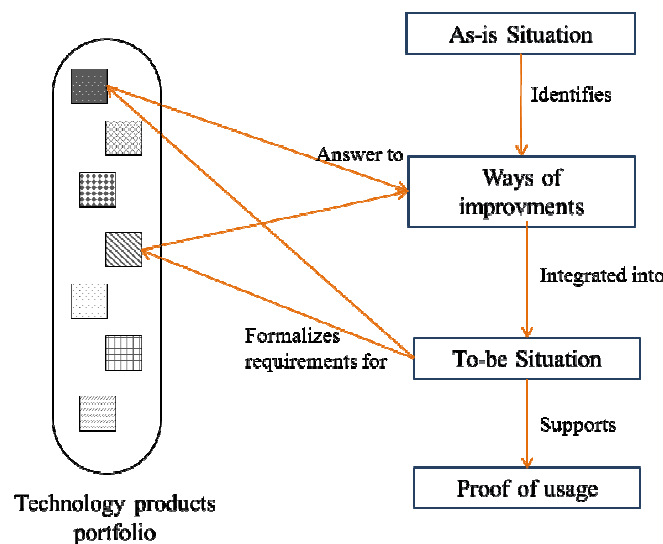 As-is Situation
Identifies
Answer to
Ways of
improvments
Integrated into
Formalizes
requirements for
To-be Situation
Supports
Proof of usage
Technology products
portfolio